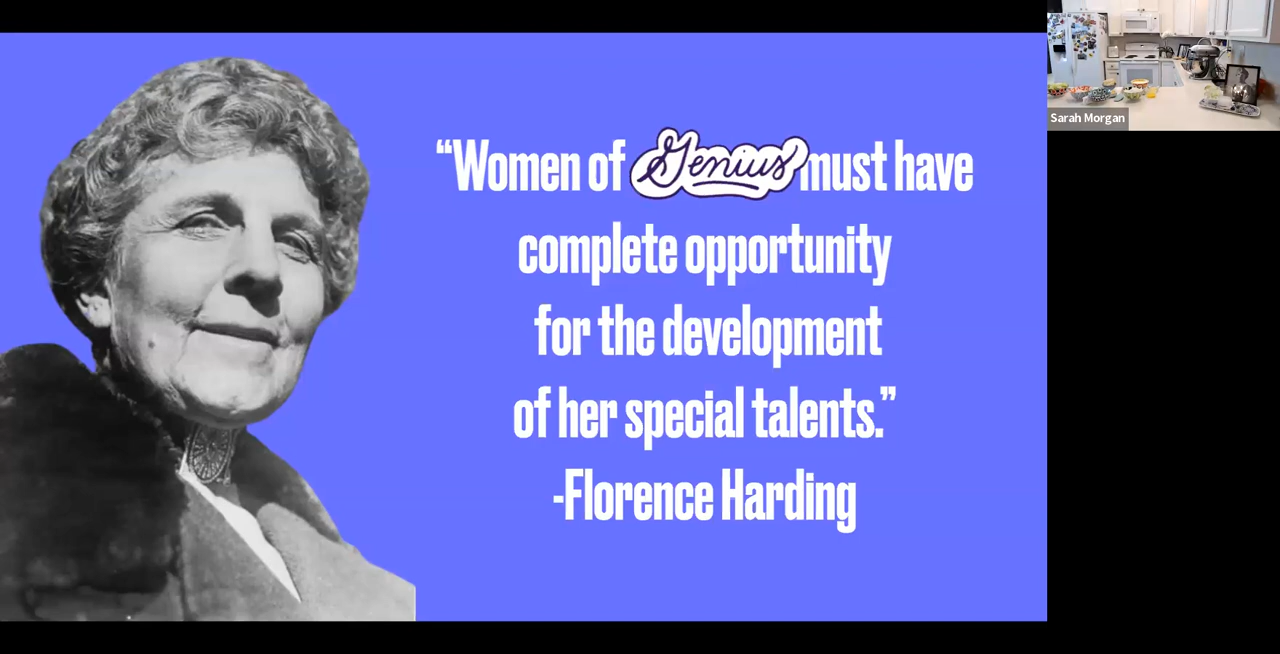 “Women of Genius must have
complete opportunity
for the development
of her special talents.”
-Florence Harding
Sarah Morgan